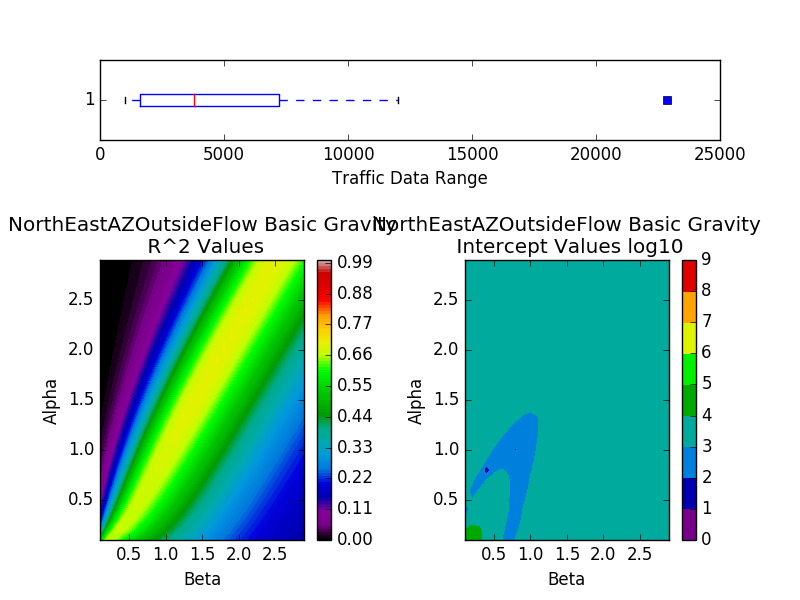 1
0 5000 10000 15000 20000 25000
Traffic Data Range
NorthEastAZOutsideFlow Basic Gravity
R^2 Values
2.5
2.0
1.5
1.0
0.5
Alpha
0.5 1.0 1.5 2.0 2.5
Beta
0.99
0.88
0.77
0.66
0.55
0.44
0.33
0.22
0.11
0.00
NorthEastAZOutsideFlow Basic Gravity
Intercept Values log10
2.5
2.0
1.5
1.0
0.5
Alpha
0.5 1.0 1.5 2.0 2.5
Beta
9
8
7
6
5
4
3
2
1
0